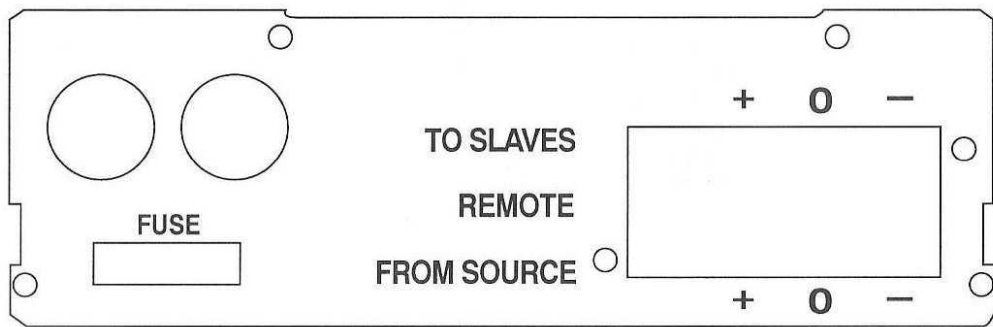 + 0 −
TO SLAVES
REMOTE
FUSE
FROM SOURCE
+ 0 −